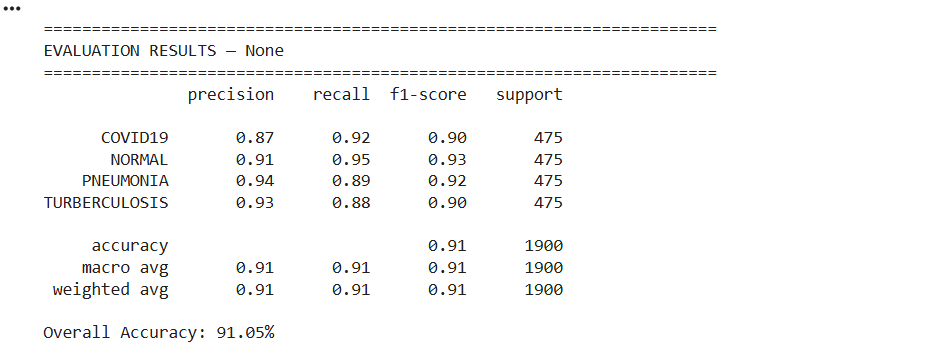 •••
======================================================================
EVALUATION RESULTS — None
======================================================================
precision recall f1-score support
COVID19 0.87 0.92 0.90 475
NORMAL 0.91 0.95 0.93 475
PNEUMONIA 0.94 0.89 0.92 475
TURBERCULOSIS 0.93 0.88 0.90 475
accuracy 0.91 1900
macro avg 0.91 0.91 0.91 1900
weighted avg 0.91 0.91 0.91 1900
Overall Accuracy: 91.05%